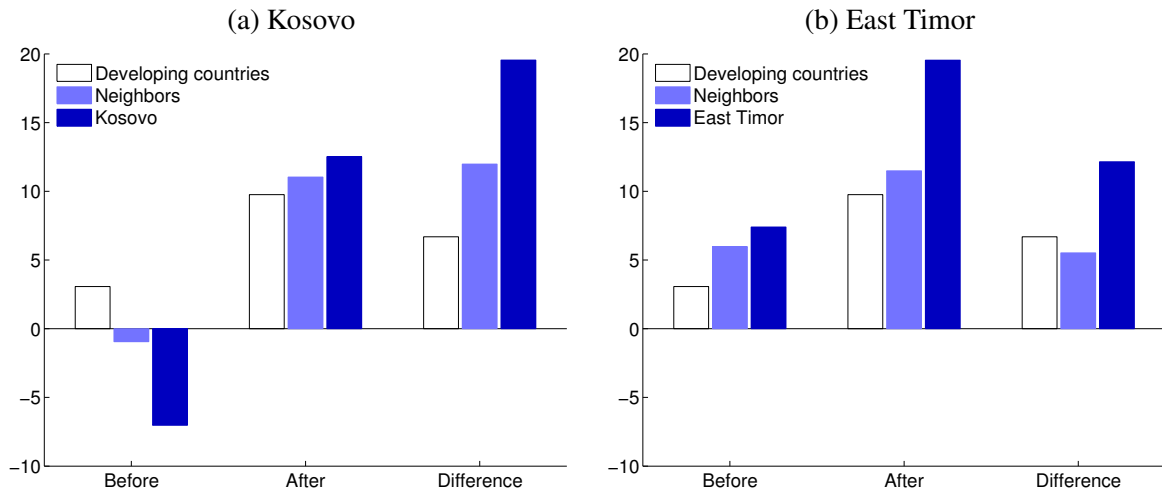 (a) Kosovo
20
15
10
5
0
−5
−10
Developing countries
Neighbors
Kosovo
Before
After
Difference
(b) East Timor
20
15
10
5
0
−5
−10
Developing countries
Neighbors
East Timor
Before
After
Difference